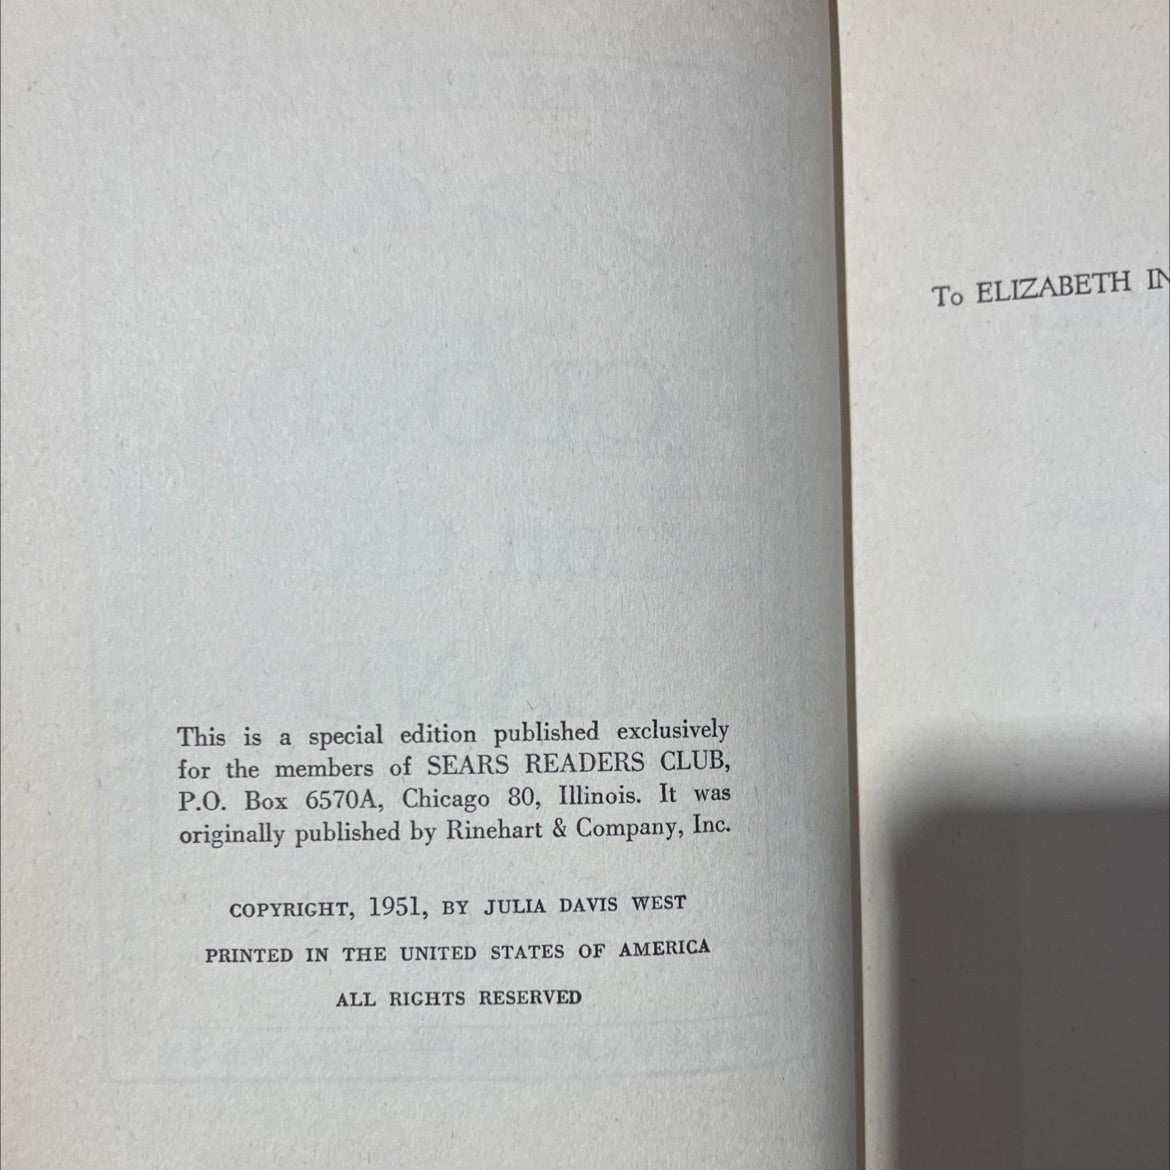 This is a special edition published exclusively
for the members of SEARS READERS CLUB,
P.O. Box 6570A, Chicago 80, Illinois. It was
originally published by Rinehart & Company, Inc.
COPYRIGHT, 1951, BY JULIA DAVIS WEST
PRINTED IN THE UNITED STATES OF AMERICA
ALL RIGHTS RESERVED
To ELIZABETH IN